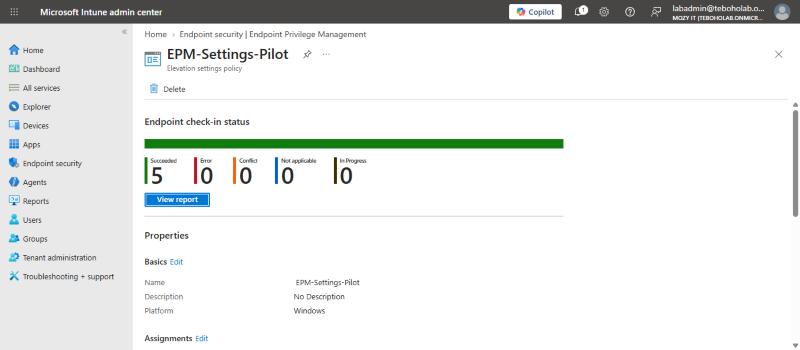 Microsoft Intune admin center
Copilot
1
labadmin@teboholab.o...
MOZY IT (TEBOHOLAB.ONMICR...
«
Home
Dashboard
All services
Explorer
Devices
Apps
Endpoint security
Agents
Reports
Users
Groups
Tenant administration
Troubleshooting + support
Home > Endpoint security | Endpoint Privilege Management
EPM-Settings-Pilot
...
Elevation settings policy
Delete
Endpoint check-in status
Succeeded Error Conflict Not applicable In Progress
5 0 0 0 0
View report
Properties
Basics Edit
Name EPM-Settings-Pilot
Description No Description
Platform Windows
Assignments Edit